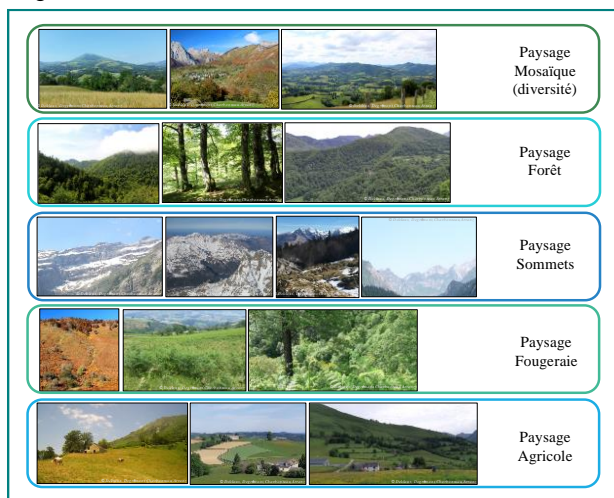 Paysage
Mosaïque
(diversité)
Paysage
Forêt
Paysage
Sommets
Paysage
Fougeraie
Paysage
Agricole